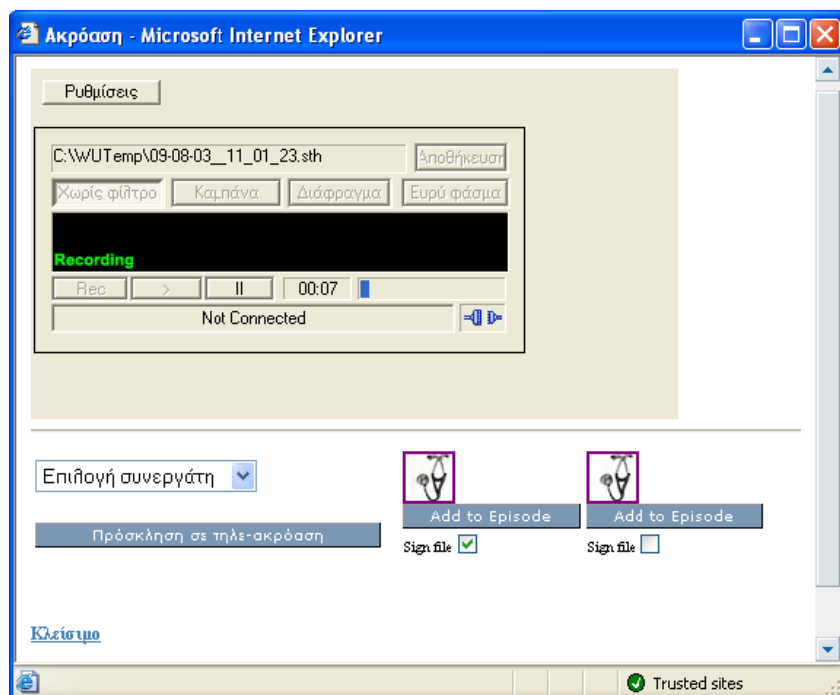 Ακρόαση - Microsoft Internet Explorer
Ρυθμίσεις
C:\WUTemp\09-08-03__11_01_23.sth Αποθήκευση
Χωρίς φίλτρο Καμπάνα Διάφραγμα Ευρύ φάσμα
Recording
Rec > II 00:07
Not Connected
Επιλογή συνεργάτη
Add to Episode Add to Episode
Πρόσκληση σε τηλε-ακρόαση
Sign file Sign file
Κλείσιμο
Trusted sites